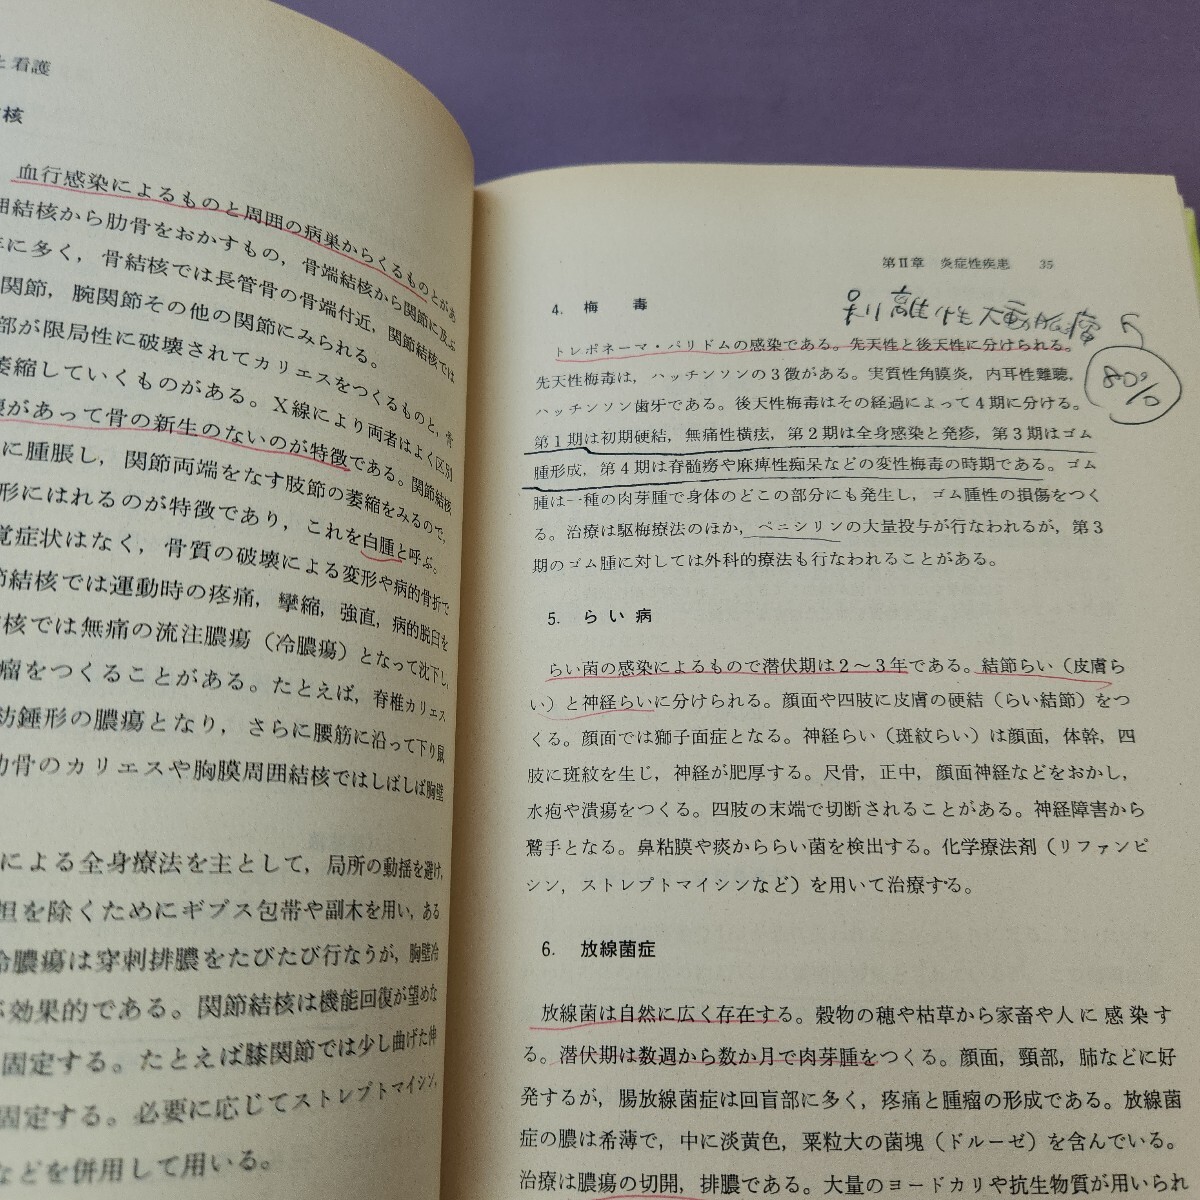 と看護
核
血行感染によるものと周囲の病巣からくるものとがあ
囲結核から肋骨をおかすもの，骨端結核から関節に及ぶ
に多く，骨結核では長管骨の骨端付近，関節結核では
関節，腕関節その他の関節にみられる。
部が限局性に破壊されてカリエスをつくるものと，骨
萎縮していくものがある。X線により両者はよく区別
があって骨の新生のないのが特徴である。関節結核
に腫脹し，関節両端をなす肢節の萎縮をみるので，
形にはれるのが特徴であり，これを白腫と呼ぶ。
覚症状はなく，骨質の破壊による変形や病的骨折で
節結核では運動時の疼痛，攣縮，強直，病的脱臼を
核では無痛の流注膿瘍（冷膿瘍）となって沈下し，
瘤をつくることがある。たとえば，脊椎カリエス
紡錘形の膿瘍となり，さらに腰筋に沿って下り鼠
肋骨のカリエスや胸膜周囲結核ではしばしば胸壁
による全身療法を主として，局所の動揺を避け，
担を除くためにギプス包帯や副木を用い，ある
冷膿瘍は穿刺排膿をたびたび行なうが，胸壁冷
効果的である。関節結核は機能回復が望めな
固定する。たとえば膝関節では少し曲げた伸
固定する。必要に応じてストレプトマイシン，
などを併用して用いる。
第II章 炎症性疾患 35
4. 梅 毒
剥離性大動脈瘤
80%
トレポネーマ・パリドムの感染である。先天性と後天性に分けられる。
先天性梅毒は，ハッチンソンの3徴がある。実質性角膜炎，内耳性難聴，
ハッチンソン歯牙である。後天性梅毒はその経過によって4期に分ける。
第1期は初期硬結，無痛性横痃，第2期は全身感染と発疹，第3期はゴム
腫形成，第4期は脊髄癆や麻痺性痴呆などの変性梅毒の時期である。ゴム
腫は一種の肉芽腫で身体のどこの部分にも発生し，ゴム腫性の損傷をつく
る。治療は駆梅療法のほか，ペニシリンの大量投与が行なわれるが，第3
期のゴム腫に対しては外科的療法も行なわれることがある。
5. らい病
らい菌の感染によるもので潜伏期は2～3年である。結節らい（皮膚ら
い）と神経らいに分けられる。顔面や四肢に皮膚の硬結（らい結節）をつ
くる。顔面では獅子面症となる。神経らい（斑紋らい）は顔面，体幹，四
肢に斑紋を生じ，神経が肥厚する。尺骨，正中，顔面神経などをおかし，
水疱や潰瘍をつくる。四肢の末端で切断されることがある。神経障害から
鷲手となる。鼻粘膜や痰かららい菌を検出する。化学療法剤（リファンピ
シン，ストレプトマイシンなど）を用いて治療する。
6. 放線菌症
放線菌は自然に広く存在する。穀物の穂や枯草から家畜や人に感染す
る。潜伏期は数週から数か月で肉芽腫をつくる。顔面，頸部，肺などに好
発するが，腸放線菌症は回盲部に多く，疼痛と腫瘤の形成である。放線菌
症の膿は希薄で，中に淡黄色，粟粒大の菌塊（ドルーゼ）を含んでいる。
治療は膿瘍の切開，排膿である。大量のヨードカリや抗生物質が用いられ